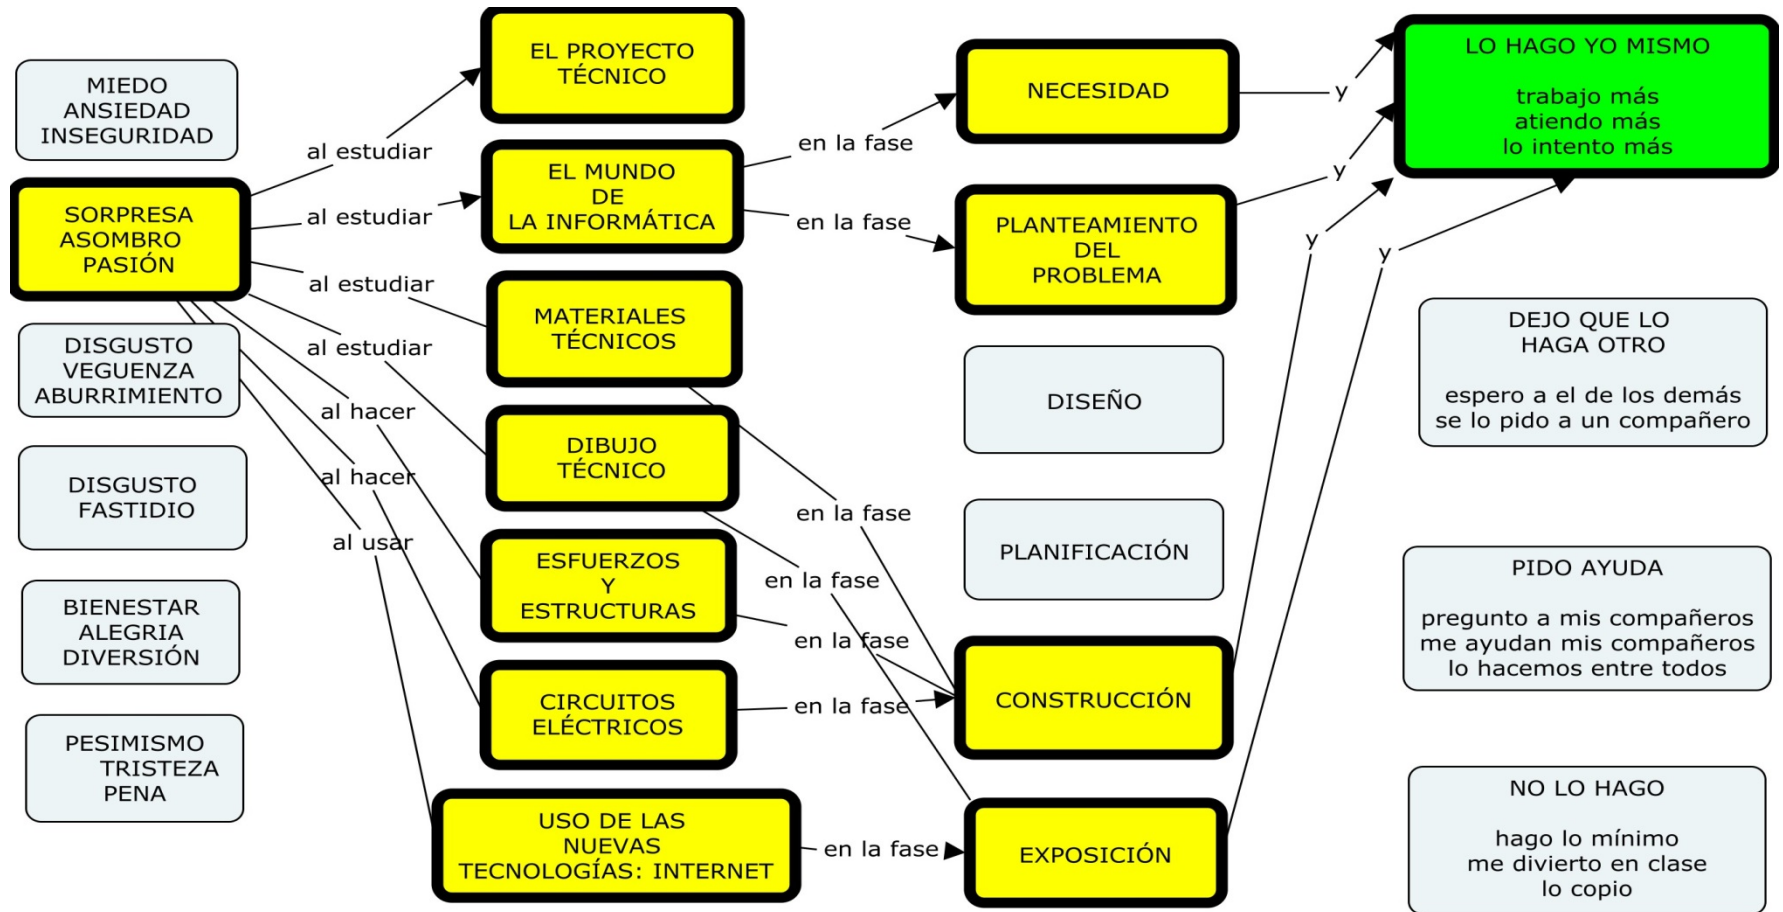 MIEDO
ANSIEDAD
INSEGURIDAD
SORPRESA
ASOMBRO
PASIÓN
DISGUSTO
VEGUENZA
ABURRIMIENTO
DISGUSTO
FASTIDIO
BIENESTAR
ALEGRIA
DIVERSIÓN
PESIMISMO
TRISTEZA
PENA
al estudiar
al estudiar
al estudiar
al estudiar
al hacer
al hacer
al usar
EL PROYECTO
TÉCNICO
EL MUNDO
DE
LA INFORMÁTICA
MATERIALES
TÉCNICOS
DIBUJO
TÉCNICO
ESFUERZOS
Y
ESTRUCTURAS
CIRCUITOS
ELÉCTRICOS
USO DE LAS
NUEVAS
TECNOLOGÍAS: INTERNET
en la fase
en la fase
en la fase
en la fase
en la fase
en la fase
en la fase
NECESIDAD
PLANTEAMIENTO
DEL
PROBLEMA
DISEÑO
PLANIFICACIÓN
CONSTRUCCIÓN
EXPOSICIÓN
y
y
y
y
LO HAGO YO MISMO
trabajo más
atiendo más
lo intento más
DEJO QUE LO
HAGA OTRO
espero a el de los demás
se lo pido a un compañero
PIDO AYUDA
pregunto a mis compañeros
me ayudan mis compañeros
lo hacemos entre todos
NO LO HAGO
hago lo mínimo
me divierto en clase
lo copio